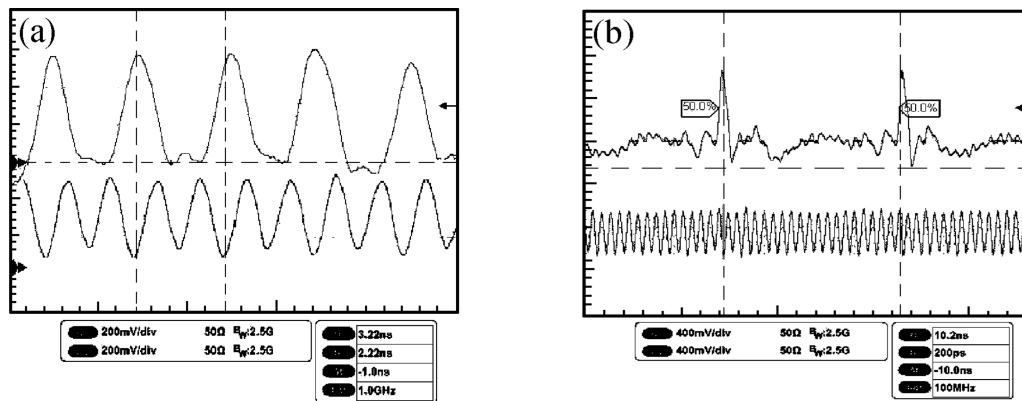 (a)
200mV/div 50Ω BW:2.5G
200mV/div 50Ω BW:2.5G
3.22ns
2.22ns
-1.0ns
1.0GHz
(b)
50.0% 50.0%
400mV/div 50Ω BW:2.5G
400mV/div 50Ω BW:2.5G
10.2ns
200ps
-10.0ns
100MHz